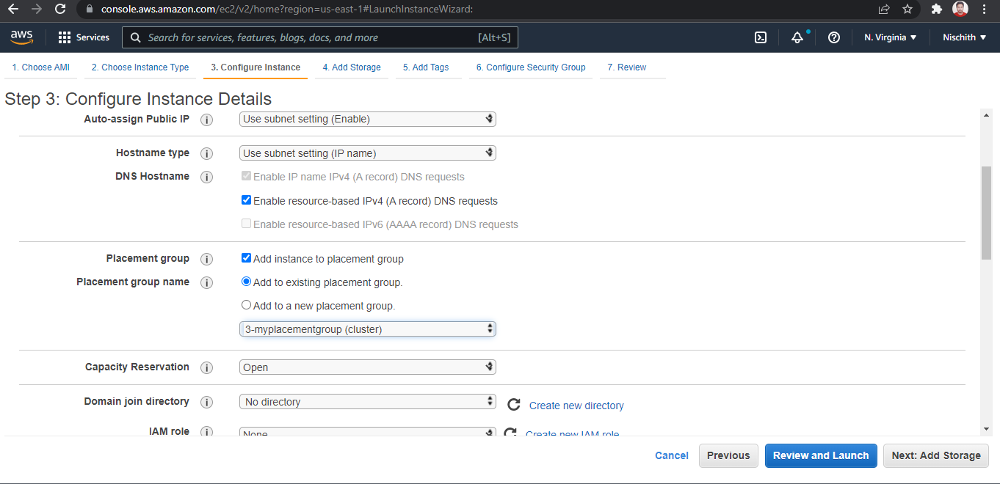 console.aws.amazon.com/ec2/v2/home?region=us-east-1#LaunchInstanceWizard:
aws Services Search for services, features, blogs, docs, and more [Alt+S] N. Virginia Nischith
1. Choose AMI 2. Choose Instance Type 3. Configure Instance 4. Add Storage 5. Add Tags 6. Configure Security Group 7. Review
Step 3: Configure Instance Details
Auto-assign Public IP Use subnet setting (Enable)
Hostname type Use subnet setting (IP name)
DNS Hostname Enable IP name IPv4 (A record) DNS requests
Enable resource-based IPv4 (A record) DNS requests
Enable resource-based IPv6 (AAAA record) DNS requests
Placement group Add instance to placement group
Placement group name Add to existing placement group.
Add to a new placement group.
3-myplacementgroup (cluster)
Capacity Reservation Open
Domain join directory No directory Create new directory
IAM role None Create new IAM role
Cancel Previous Review and Launch Next: Add Storage